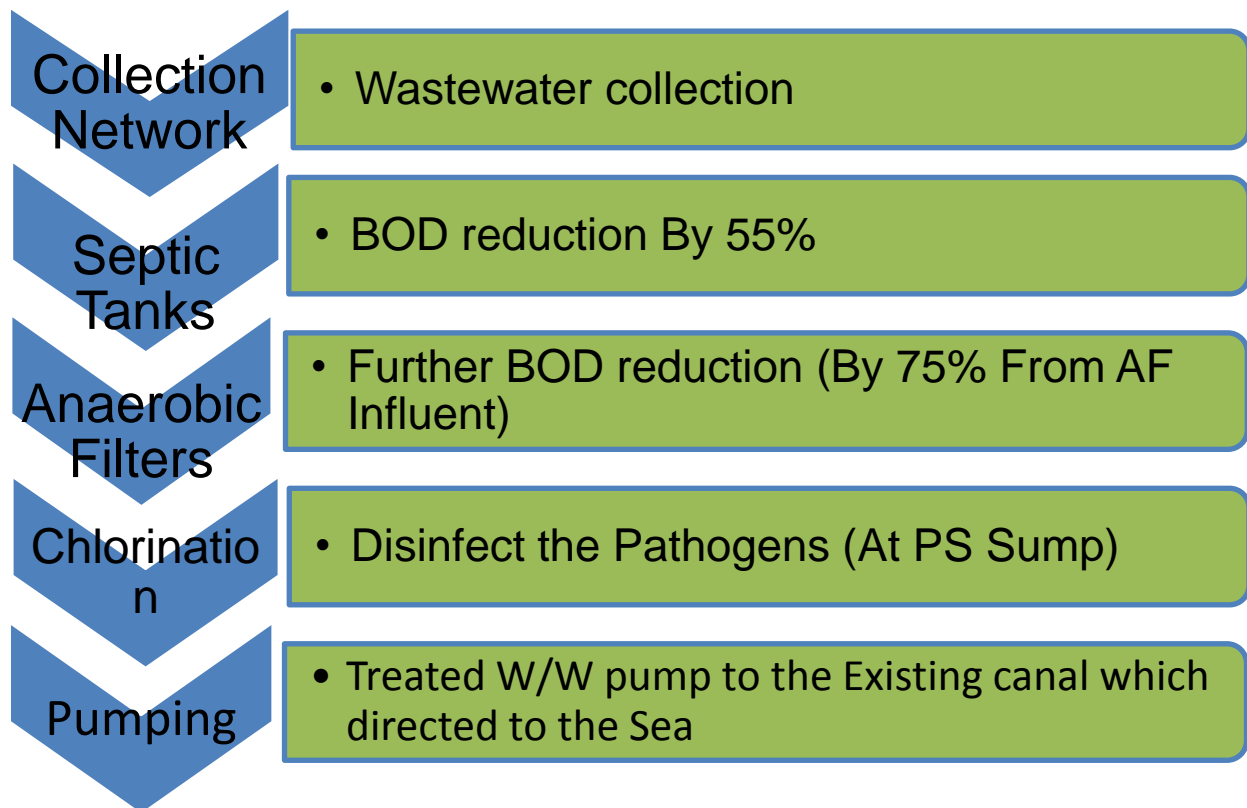 Collection
Network
• Wastewater collection
Septic
Tanks
• BOD reduction By 55%
Anaerobic
Filters
• Further BOD reduction (By 75% From AF
Influent)
Chlorinatio
n
• Disinfect the Pathogens (At PS Sump)
Pumping
• Treated W/W pump to the Existing canal which
directed to the Sea